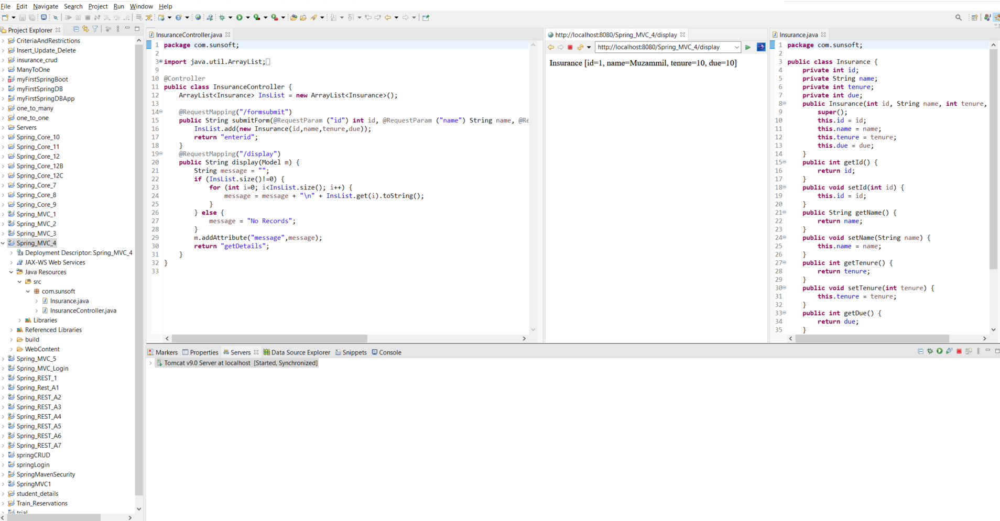 File Edit Navigate Search Project Run Window Help
Project Explorer
CriteriaAndRestrictions
Insert_Update_Delete
insurance_crud
ManyToOne
myFirstSpringBoot
myFirstSpringDB
myFirstSpringDBApp
one_to_many
one_to_one
Servers
Spring_Core_10
Spring_Core_11
Spring_Core_12
Spring_Core_12B
Spring_Core_12C
Spring_Core_7
Spring_Core_8
Spring_Core_9
Spring_MVC_1
Spring_MVC_2
Spring_MVC_3
Spring_MVC_4
Deployment Descriptor: Spring_MVC_4
JAX-WS Web Services
Java Resources
src
com.sunsoft
Insurance.java
InsuranceController.java
Libraries
Referenced Libraries
build
WebContent
Spring_MVC_5
Spring_MVC_Login
Spring_REST_1
Spring_Rest_A1
Spring_REST_A2
Spring_REST_A3
Spring_REST_A4
Spring_REST_A5
Spring_REST_A6
Spring_REST_A7
springCRUD
springLogin
SpringMavenSecurity
SpringMVC1
student_details
Train_Reservations
trial
InsuranceController.java
1 package com.sunsoft;
2
3 import java.util.ArrayList;
9
10 @Controller
11 public class InsuranceController {
12 ArrayList<Insurance> InsList = new ArrayList<Insurance>();
13
14 @RequestMapping("/formsubmit")
15 public String submitForm(@RequestParam ("id") int id, @RequestParam ("name") String name, @Re
16 InsList.add(new Insurance(id,name,tenure,due));
17 return "enterid";
18 }
19 @RequestMapping("/display")
20 public String display(Model m) {
21 String message = "";
22 if (InsList.size()!=0) {
23 for (int i=0; i<InsList.size(); i++) {
24 message = message + "\n" + InsList.get(i).toString();
25 }
26 } else {
27 message = "No Records";
28 }
29 m.addAttribute("message",message);
30 return "getDetails";
31 }
32 }
33
http://localhost:8080/Spring_MVC_4/display
http://localhost:8080/Spring_MVC_4/display
Insurance [id=1, name=Muzammil, tenure=10, due=10]
Insurance.java
1 package com.sunsoft;
2
3 public class Insurance {
4 private int id;
5 private String name;
6 private int tenure;
7 private int due;
8 public Insurance(int id, String name, int tenure,
9 super();
10 this.id = id;
11 this.name = name;
12 this.tenure = tenure;
13 this.due = due;
14 }
15 public int getId() {
16 return id;
17 }
18 public void setId(int id) {
19 this.id = id;
20 }
21 public String getName() {
22 return name;
23 }
24 public void setName(String name) {
25 this.name = name;
26 }
27 public int getTenure() {
28 return tenure;
29 }
30 public void setTenure(int tenure) {
31 this.tenure = tenure;
32 }
33 public int getDue() {
34 return due;
35 }
Markers Properties Servers Data Source Explorer Snippets Console
Tomcat v9.0 Server at localhost [Started, Synchronized]